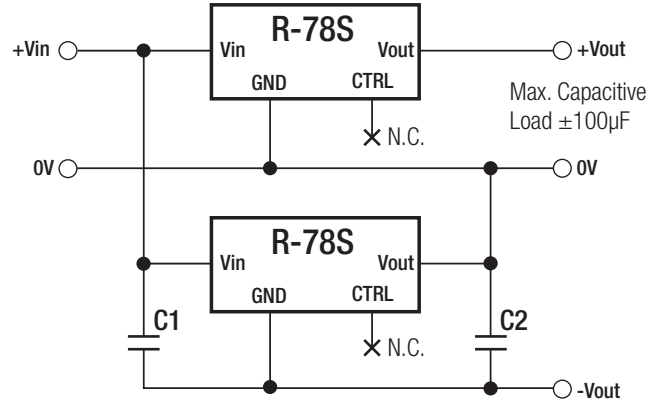 R-78S
+Vin
Vin
Vout
+Vout
GND
CTRL
Max. Capacitive
Load ±100µF
N.C.
0V
0V
R-78S
Vin
Vout
GND
CTRL
C1
C2
N.C.
-Vout